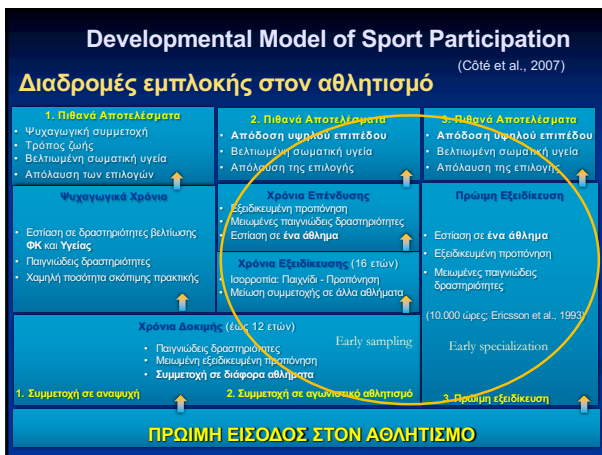 Developmental Model of Sport Participation
(Côté et al., 2007)
Διαδρομές εμπλοκής στον αθλητισμό
1. Πιθανά Αποτελέσματα
• Ψυχαγωγική συμμετοχή
• Τρόπος ζωής
• Βελτιωμένη σωματική υγεία
• Απόλαυση των επιλογών
2. Πιθανά Αποτελέσματα
• Απόδοση υψηλού επιπέδου
• Βελτιωμένη σωματική υγεία
• Απόλαυση της επιλογής
3. Πιθανά Αποτελέσματα
• Απόδοση υψηλού επιπέδου
• Βελτιωμένη σωματική υγεία
• Απόλαυση της επιλογής
Ψυχαγωγικά Χρόνια
• Εστίαση σε δραστηριότητες βελτίωσης
ΦΚ και Υγείας
• Παιγνιώδεις δραστηριότητες
• Χαμηλή ποσότητα σκόπιμης πρακτικής
Χρόνια Επένδυσης
• Εξειδικευμένη προπόνηση
• Μειωμένες παιγνιώδεις δραστηριότητες
• Εστίαση σε ένα άθλημα
Χρόνια Εξειδίκευσης (16 ετών)
• Ισορροπία: Παιχνίδι - Προπόνηση
• Μείωση συμμετοχής σε άλλα αθλήματα
Πρώιμη Εξειδίκευση
• Εστίαση σε ένα άθλημα
• Εξειδικευμένη προπόνηση
• Μειωμένες παιγνιώδεις
δραστηριότητες
(10.000 ώρες; Ericsson et al., 1993)
Early specialization
Χρόνια Δοκιμής (έως 12 ετών)
• Παιγνιώδεις δραστηριότητες
• Μειωμένη εξειδικευμένη προπόνηση
• Συμμετοχή σε διάφορα αθλήματα
Early sampling
1. Συμμετοχή σε αναψυχή
2. Συμμετοχή σε αγωνιστικό αθλητισμό
3. Πρώιμη εξειδίκευση
ΠΡΩΙΜΗ ΕΙΣΟΔΟΣ ΣΤΟΝ ΑΘΛΗΤΙΣΜΟ